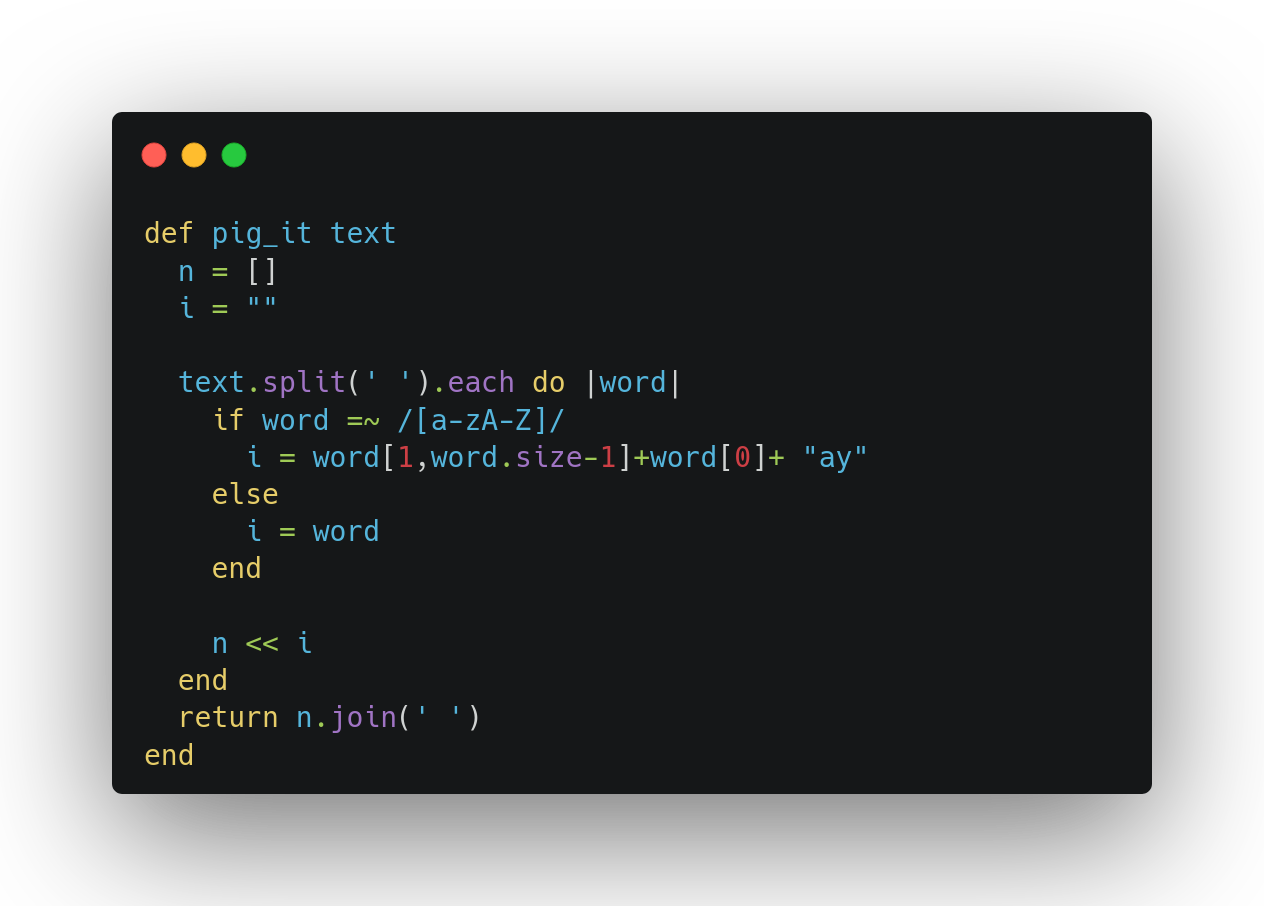 def pig_it text
  n = []
  i = ""

  text.split(' ').each do |word|
    if word =~ /[a-zA-Z]/
      i = word[1,word.size-1]+word[0]+ "ay"
    else
      i = word
    end

    n << i
  end
  return n.join(' ')
end